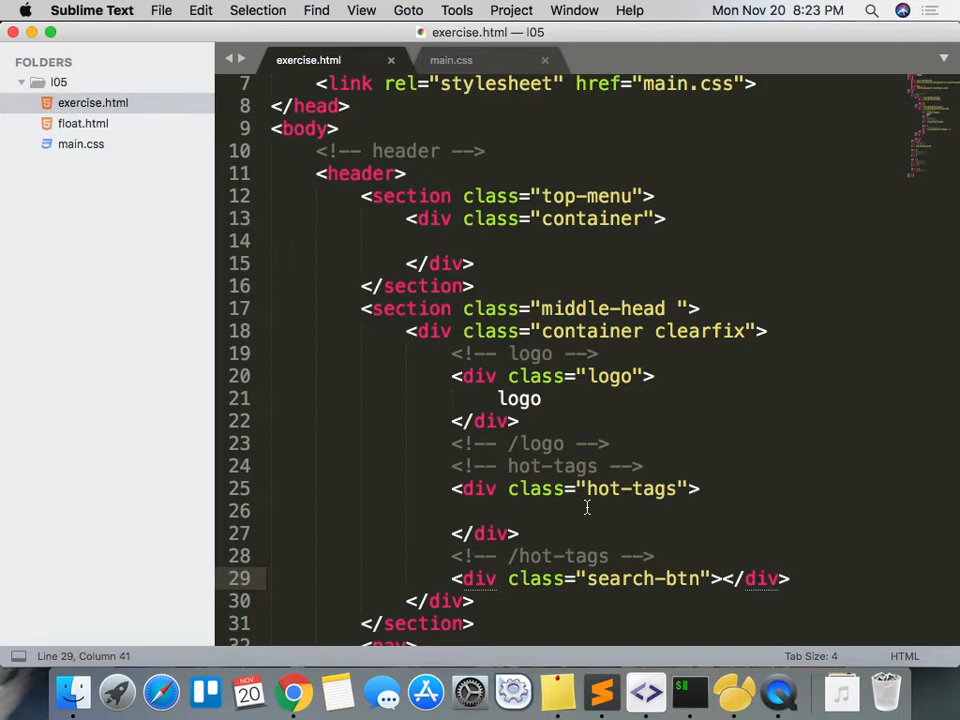 Sublime Text File Edit Selection Find View Goto Tools Project Window Help Mon Nov 20 8:23 PM
exercise.html — l05
FOLDERS
l05
exercise.html
float.html
main.css
exercise.html main.css
7 <link rel="stylesheet" href="main.css">
8 </head>
9 <body>
10 <!-- header -->
11 <header>
12 <section class="top-menu">
13 <div class="container">
14
15 </div>
16 </section>
17 <section class="middle-head ">
18 <div class="container clearfix">
19 <!-- logo -->
20 <div class="logo">
21 logo
22 </div>
23 <!-- /logo -->
24 <!-- hot-tags -->
25 <div class="hot-tags">
26
27 </div>
28 <!-- /hot-tags -->
29 <div class="search-btn"></div>
30 </div>
31 </section>
32 <nav>
Line 29, Column 41 Tab Size: 4 HTML
NOV
20